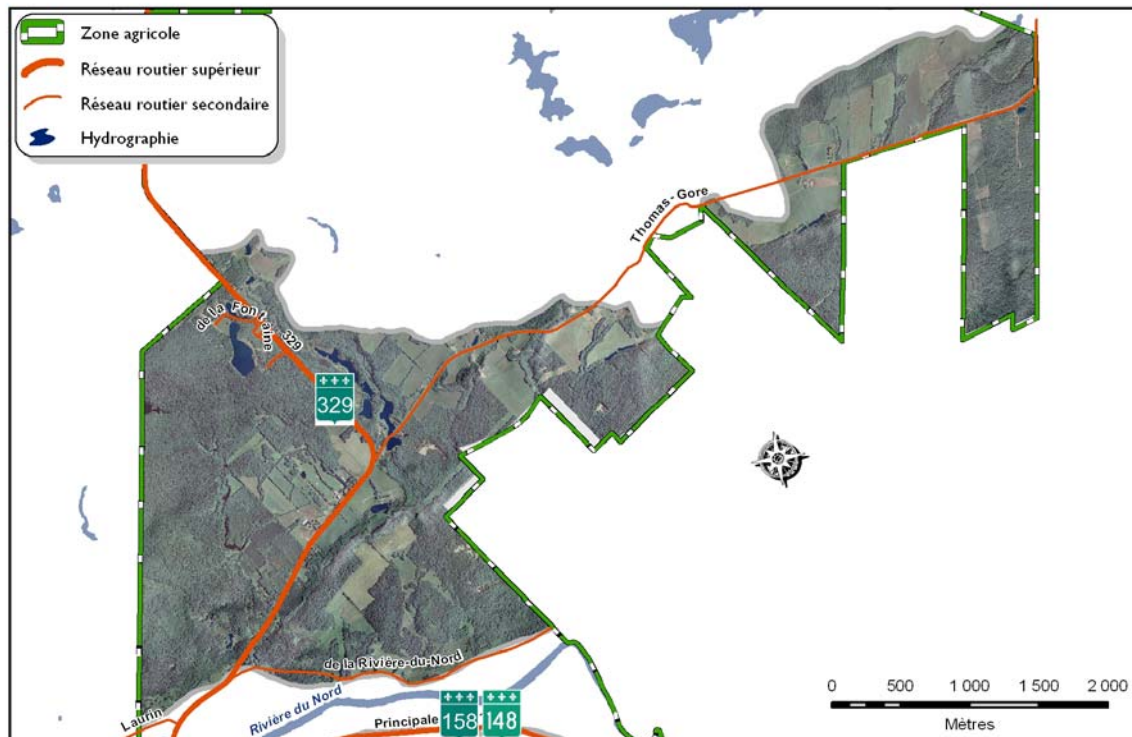 Zone agricole
Réseau routier supérieur
Réseau routier secondaire
Hydrographie
Thomas-Gore
de la Fontaine
329
329
de la Rivière-du-Nord
Rivière du Nord
Laurin
Principale
158
148
0 500 1 000 1 500 2 000
Mètres